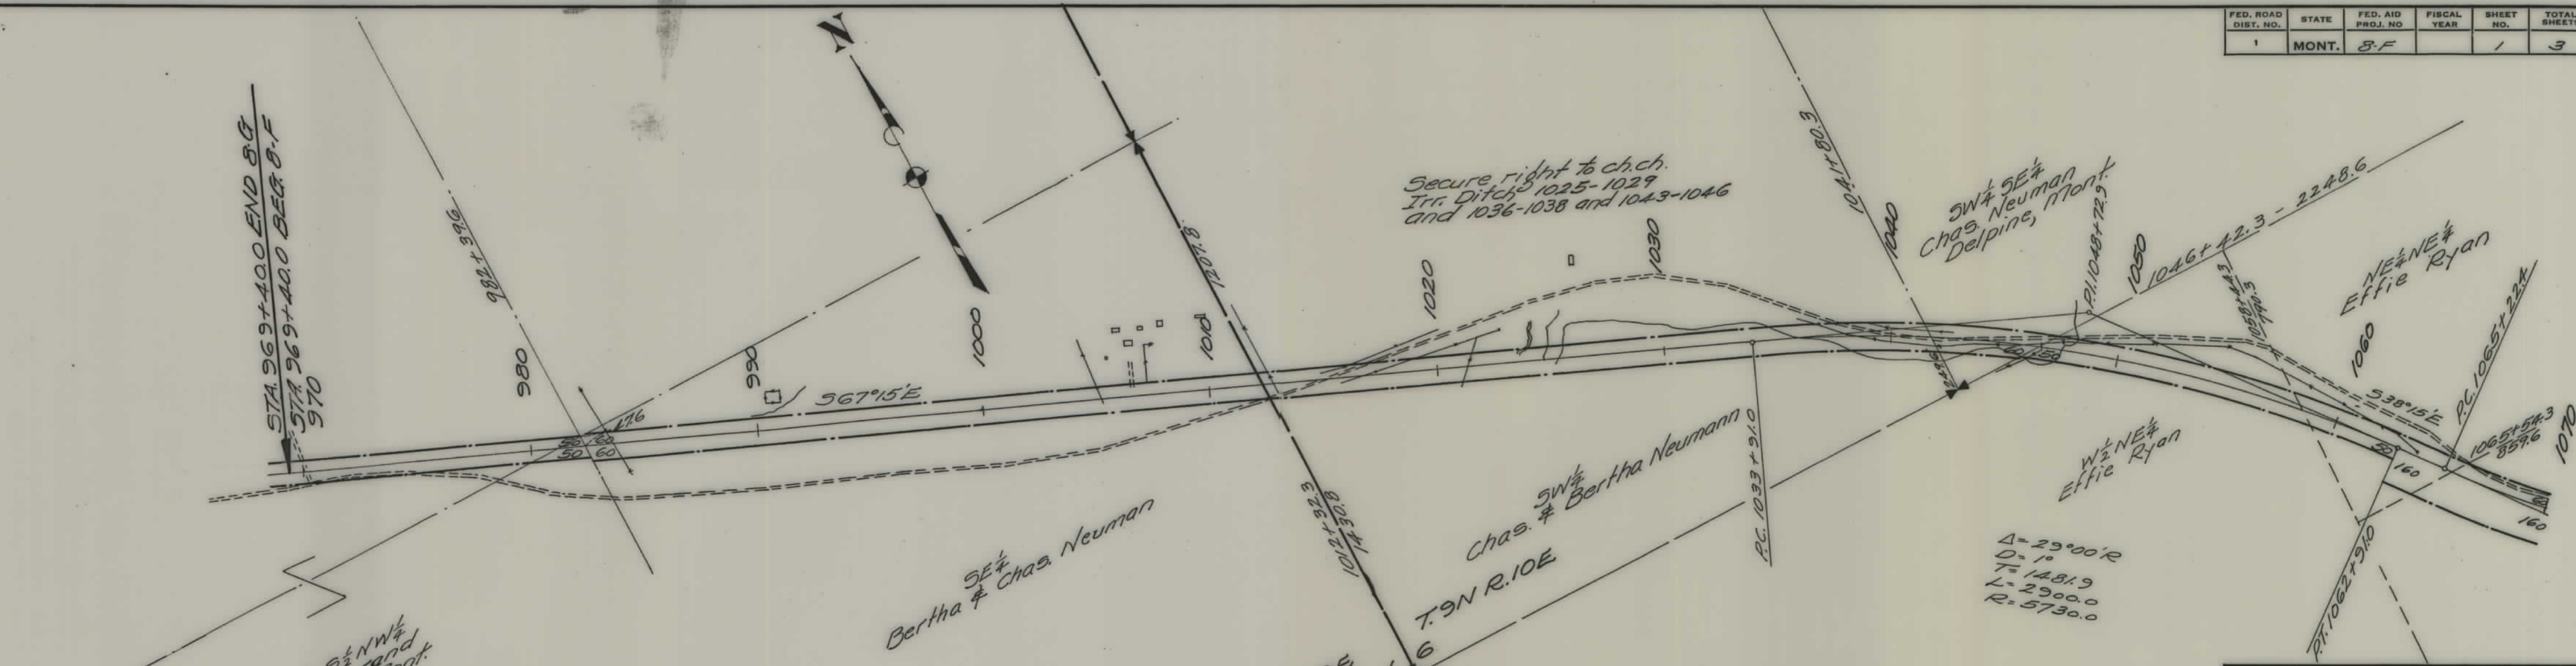 FED. ROAD DIST. NO.
STATE
FED. AID PROJ. NO
FISCAL YEAR
SHEET NO.
TOTAL SHEETS
1
MONT.
8-F
1
3
STA. 969+40.0 END 8-G
STA 969+40.0 BEG. 8-F
970
982+39.6
980
N
990
S67°15'E
1000
1010
1207.8
50 60
50 60
Secure right to ch.ch.
Irr. Ditch 1025-1029
and 1036-1038 and 1043-1046
1020
1030
1041+80.3
1040
SW¼ SE¼
Chas. Neuman
Delpine, Mont.
P.I. 1048+72.9
1050
1046+42.3 - 2248.6
NE¼ NE¼
Effie Ryan
1060
P.C. 1065+22.4
S38°15'E
1065+54.3
859.6
1070
50
160
160
W½ NE¼
Effie Ryan
P.C. 1033+91.0
SW¼
Chas. & Bertha Neumann
1012+32.3
1430.8
SE¼
Bertha & Chas. Neuman
T.9N R.10E
6
Δ=29°00'R
D=1°
T=1481.9
L=2900.0
R=5730.0
P.T. 1062+91.0